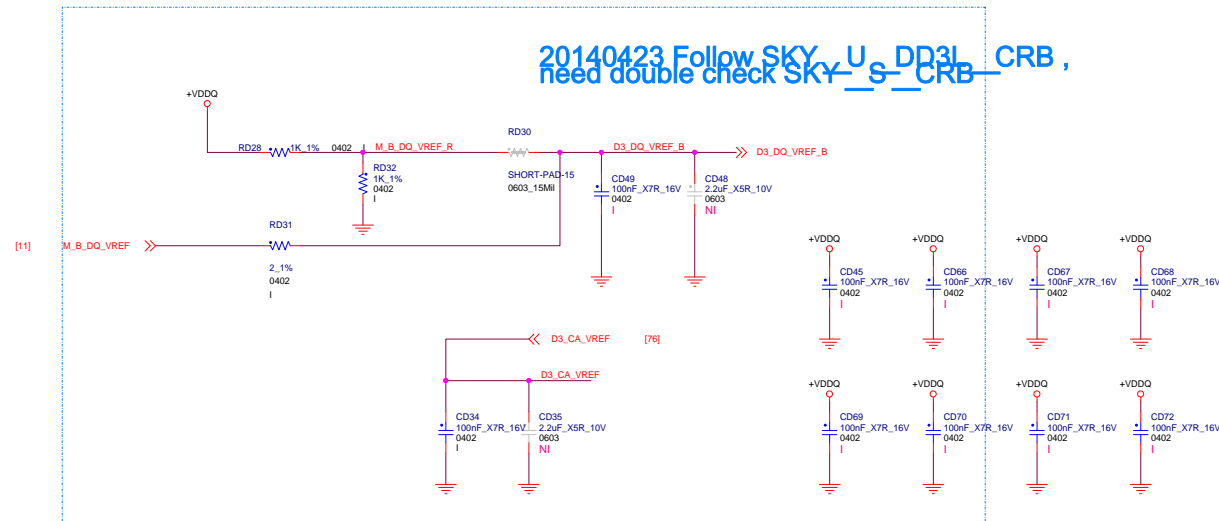 20140423 Follow SKY__U_S_DD3L__CRB ,
need double check SKY__S__CRB
+VDDQ
RD28
1K_1%
0402
I
M_B_DQ_VREF_R
RD32
1K_1%
0402
I
RD30
SHORT-PAD-15
0603_15Mil
D3_DQ_VREF_B
D3_DQ_VREF_B
CD49
100nF_X7R_16V
0402
I
CD48
2.2uF_X5R_10V
0603
NI
[11]
M_B_DQ_VREF
RD31
2_1%
0402
I
D3_CA_VREF
[76]
D3_CA_VREF
CD34
100nF_X7R_16V
0402
I
CD35
2.2uF_X5R_10V
0603
NI
+VDDQ
CD45
100nF_X7R_16V
0402
I
+VDDQ
CD66
100nF_X7R_16V
0402
I
+VDDQ
CD67
100nF_X7R_16V
0402
I
+VDDQ
CD68
100nF_X7R_16V
0402
I
+VDDQ
CD69
100nF_X7R_16V
0402
I
+VDDQ
CD70
100nF_X7R_16V
0402
I
+VDDQ
CD71
100nF_X7R_16V
0402
I
+VDDQ
CD72
100nF_X7R_16V
0402
I